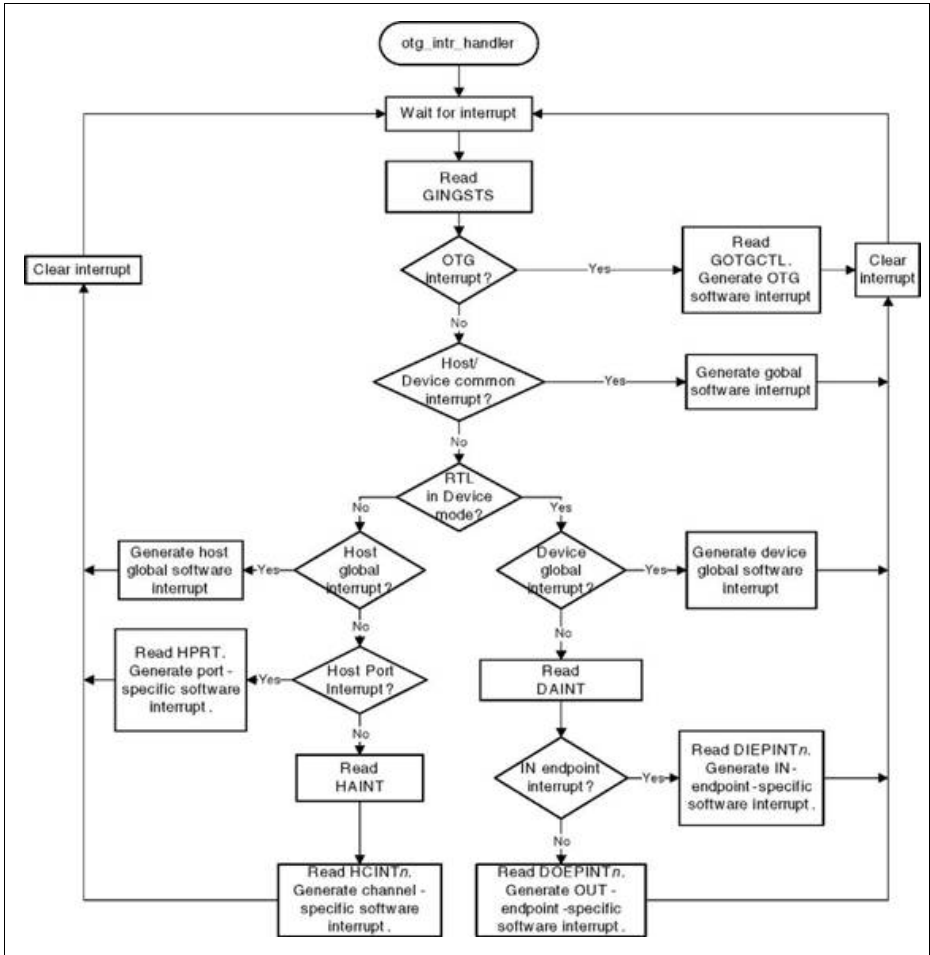 otg_intr_handler
Wait for interrupt
Read
GINGSTS
OTG
interrupt?
Yes
Read
GOTGCTL.
Generate OTG
software interrupt
Clear
interrupt
Clear interrupt
No
Host/
Device common
interrupt?
Yes
Generate gobal
software interrupt
No
RTL
in Device
mode?
No
Yes
Generate host
global software
interrupt
Yes
Host
global
interrupt?
Device
global
interrupt?
Yes
Generate device
global software
interrupt
No
No
Read HPRT.
Generate port-
specific software
interrupt.
Yes
Host Port
Interrupt?
Read
DAINT
No
Read
HAINT
IN endpoint
interrupt?
Yes
Read DIEPINTn.
Generate IN-
endpoint-specific
software interrupt.
No
Read HCINTn.
Generate channel-
specific software
interrupt.
Read DOEPINTn.
Generate OUT-
endpoint-specific
software interrupt.